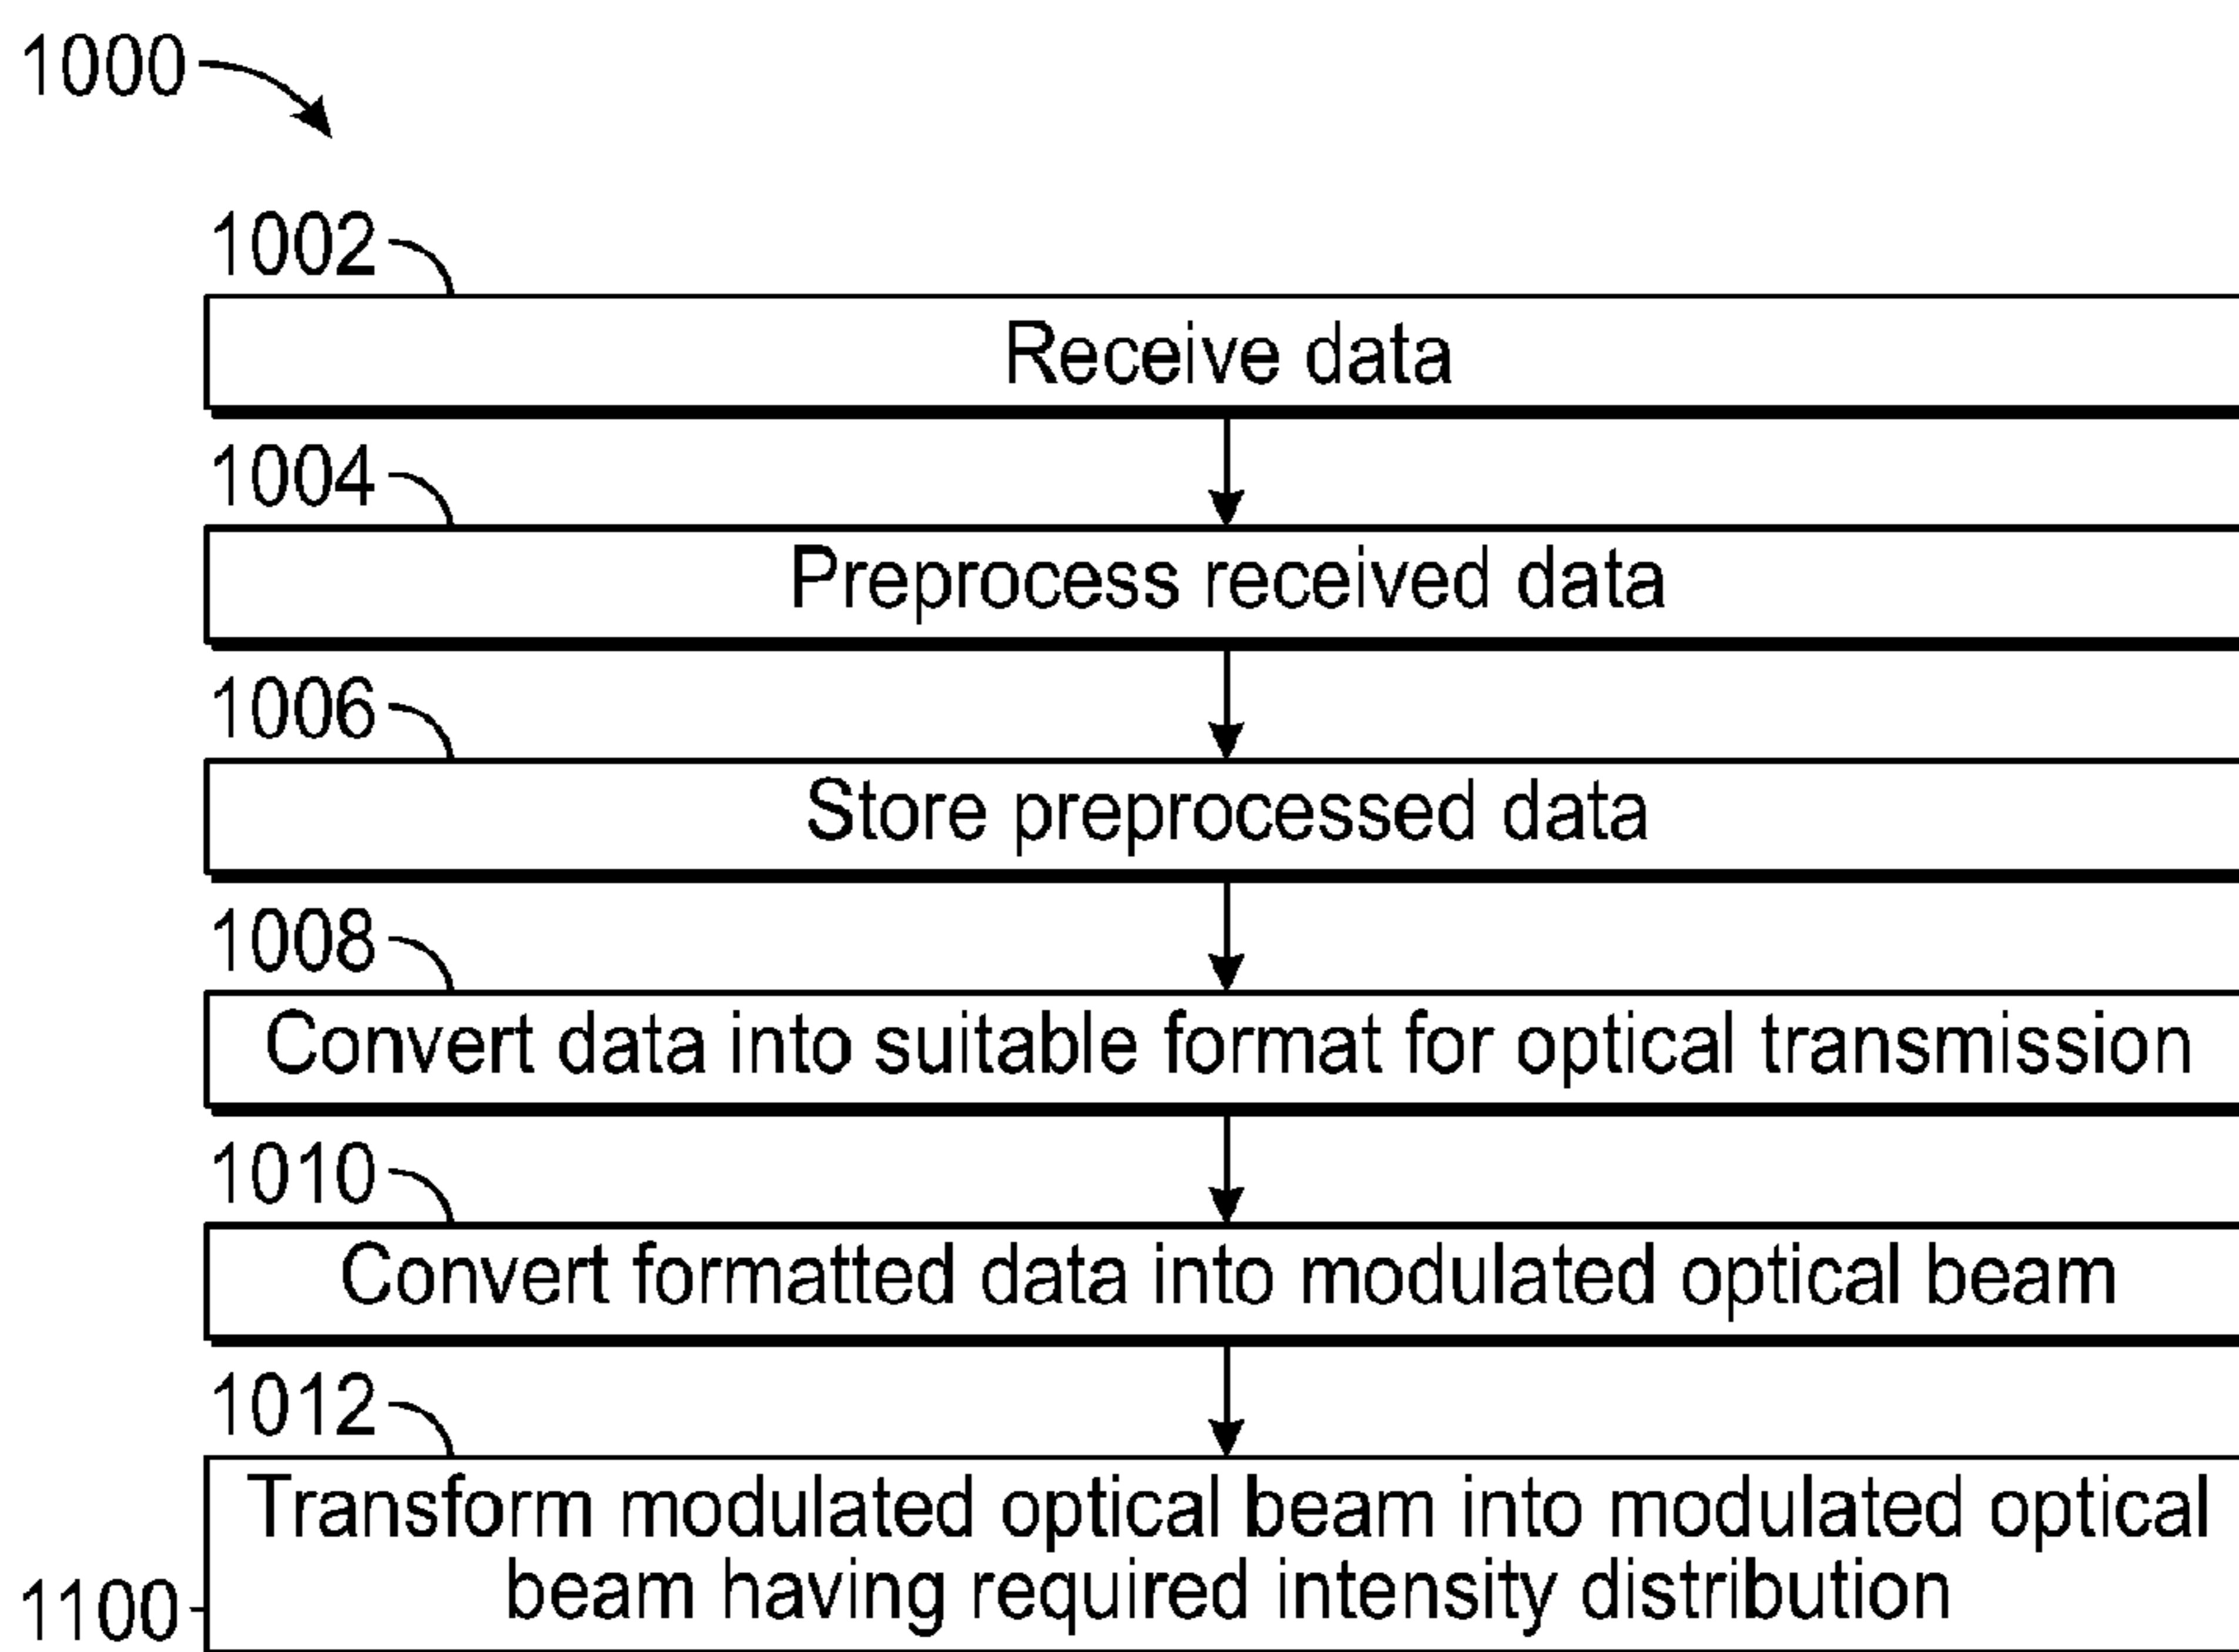 1000
1002
Receive data
1004
Preprocess received data
1006
Store preprocessed data
1008
Convert data into suitable format for optical transmission
1010
Convert formatted data into modulated optical beam
1012
Transform modulated optical beam into modulated optical
beam having required intensity distribution
1100